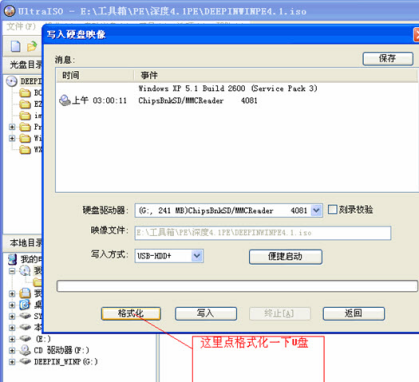 UltraISO - E:\工具箱\PE\深度4.1PE\DEEPINWINPE4.1.iso
文件(F)
写入硬盘映像
光盘目录
消息:
保存
时间 事件
Windows XP 5.1 Build 2600 (Service Pack 3)
上午 03:00:11 ChipsBnkSD/MMCReader 4081
DEEPIN
BO
EZ
im
Pr
Wi
WX
硬盘驱动器: (G:, 241 MB)ChipsBnkSD/MMCReader 4081 刻录校验
映像文件: E:\工具箱\PE\深度4.1PE\DEEPINWINPE4.1.iso
写入方式: USB-HDD+ 便捷启动
本地目录
我的电
我
我
桌
SY
本
(E:)
CD 驱动器(F:)
DEEPIN_WINP(G:)
格式化 写入 终止[A] 返回
这里点格式化一下U盘